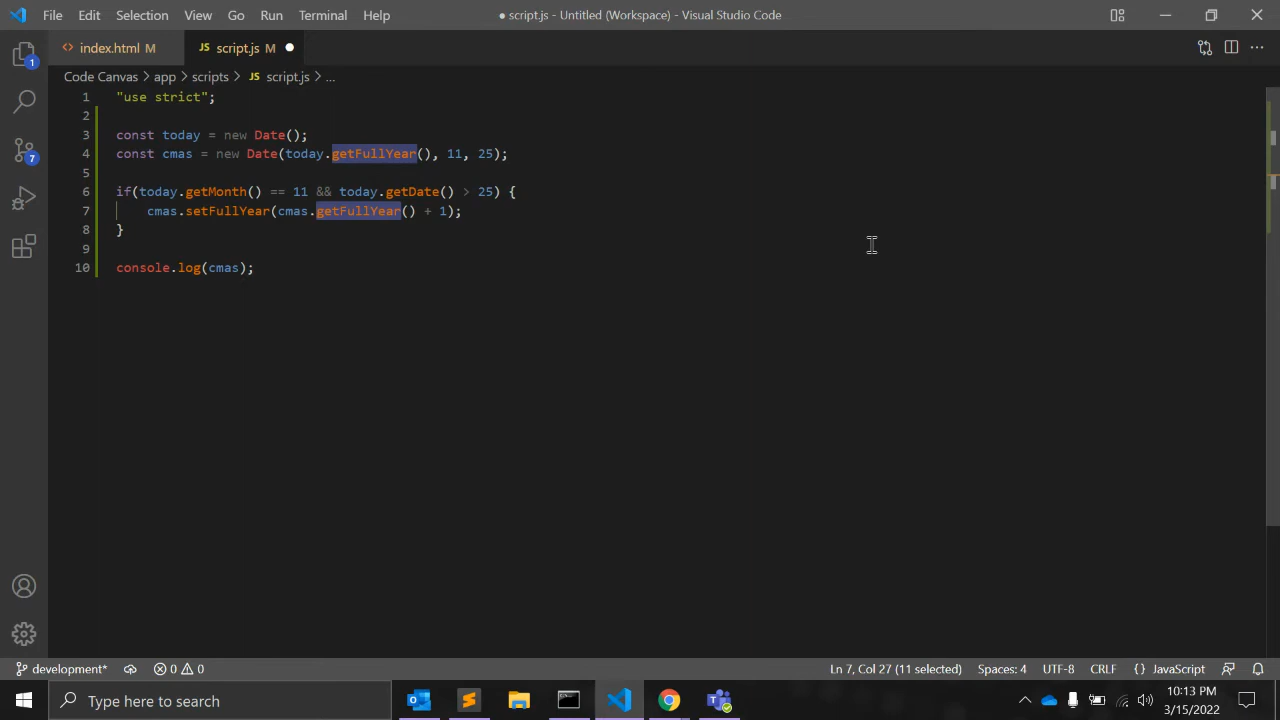 File Edit Selection View Go Run Terminal Help ● script.js - Untitled (Workspace) - Visual Studio Code
<> index.html M JS script.js M ●
Code Canvas > app > scripts > JS script.js > ...
1 "use strict";
2
3 const today = new Date();
4 const cmas = new Date(today.getFullYear(), 11, 25);
5
6 if(today.getMonth() == 11 && today.getDate() > 25) {
7 cmas.setFullYear(cmas.getFullYear() + 1);
8 }
9
10 console.log(cmas);
1
7
development* 0 0 Ln 7, Col 27 (11 selected) Spaces: 4 UTF-8 CRLF {} JavaScript
Type here to search
10:13 PM
3/15/2022